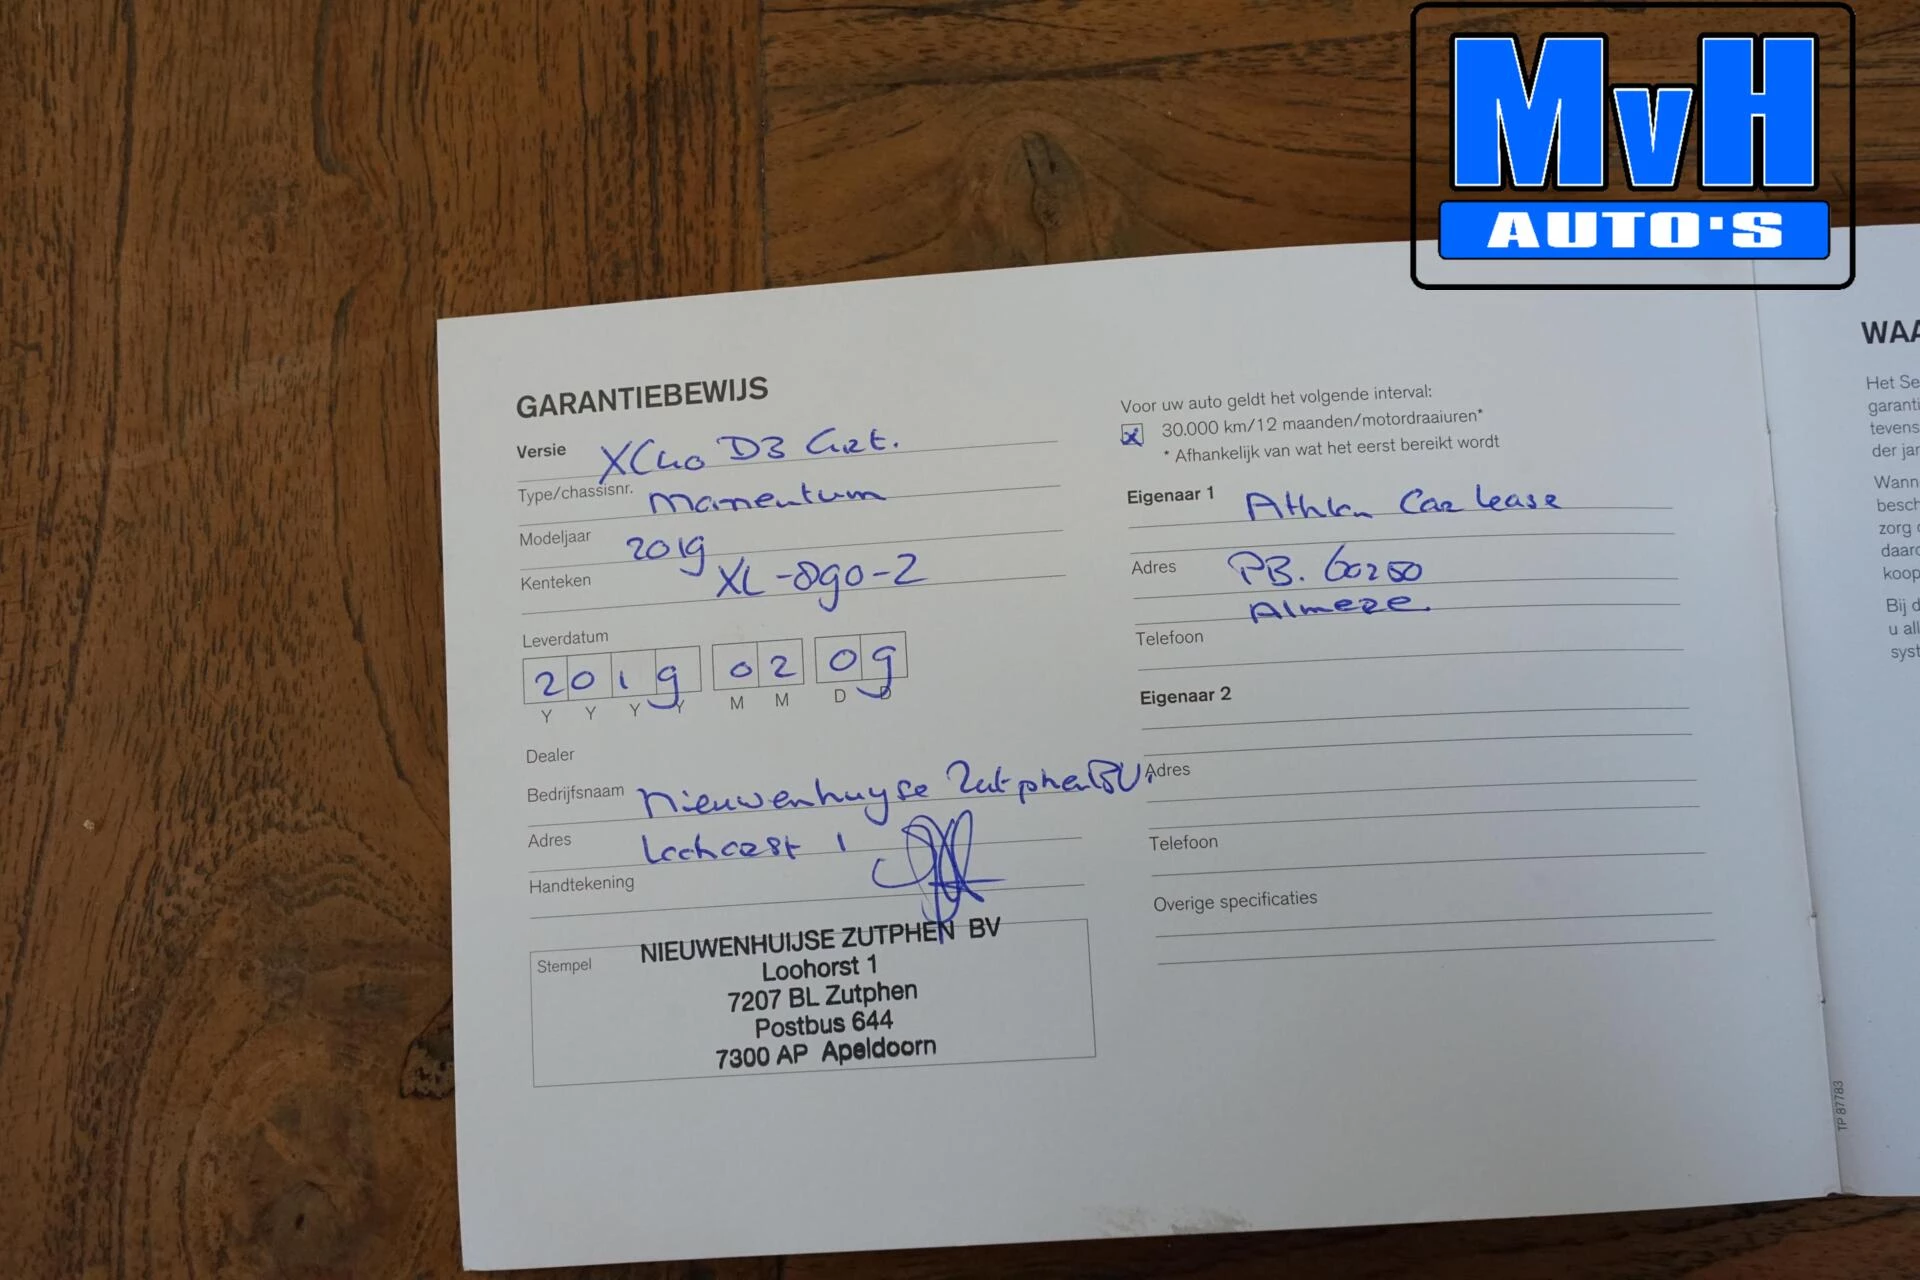 MvH
AUTO'S
GARANTIEBEWIJS
Versie XC40 D3 Grt.
Type/chassisnr. Momentum
Modeljaar 2019
Kenteken XL-890-Z
Leverdatum
2019 02 09
Y Y Y Y M M D D
Dealer
Bedrijfsnaam Nieuwenhuyse Zutphen BV.
Adres Loohorst 1
Handtekening
Stempel
NIEUWENHUIJSE ZUTPHEN BV
Loohorst 1
7207 BL Zutphen
Postbus 644
7300 AP Apeldoorn
Voor uw auto geldt het volgende interval:
x 30.000 km/12 maanden/motordraaiuren*
* Afhankelijk van wat het eerst bereikt wordt
Eigenaar 1 Athlon Car Lease
Adres PB. 60250
Almere.
Telefoon
Eigenaar 2
Adres
Telefoon
Overige specificaties
TP 87783
WAA
Het Se
garanti
tevens
der jar
Wann
besch
zorg
daaro
koop
Bij d
u all
syst